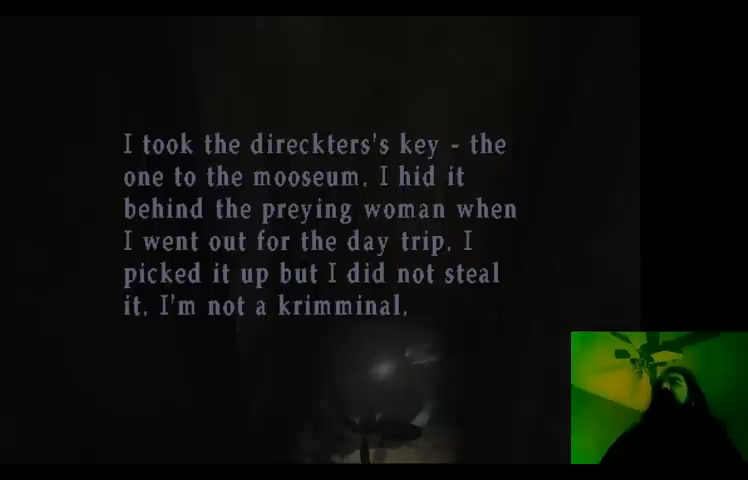 I took the direckters's key - the
one to the mooseum. I hid it
behind the preying woman when
I went out for the day trip. I
picked it up but I did not steal
it. I'm not a krimminal.